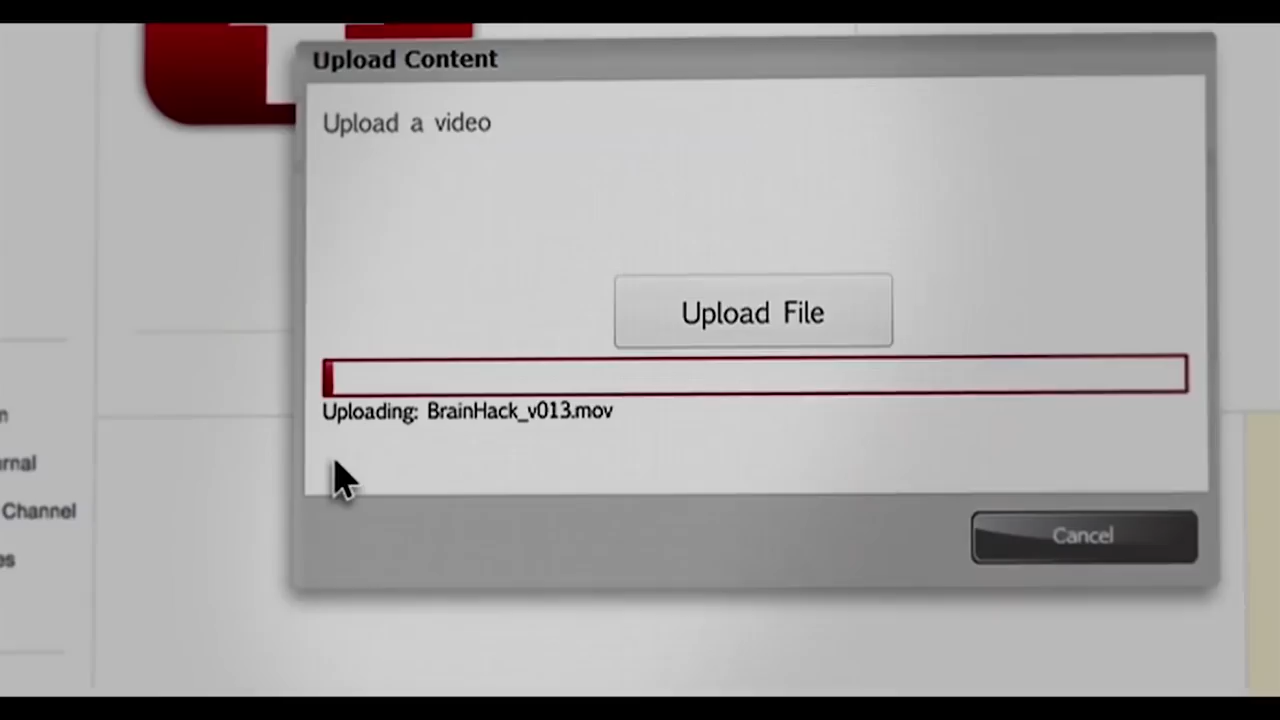 Upload Content
Upload a video
Upload File
Uploading: BrainHack_v013.mov
Channel
Cancel